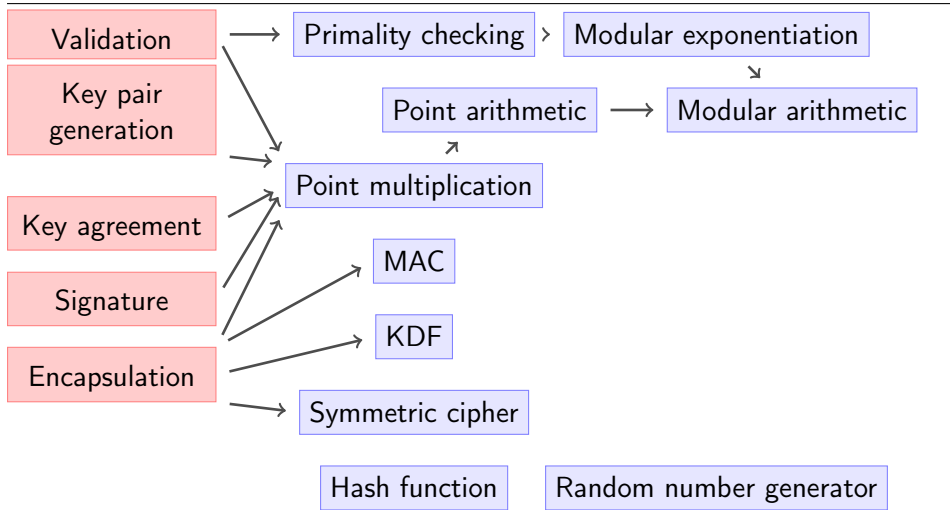 Validation
Primality checking
Modular exponentiation
Key pair
generation
Point arithmetic
Modular arithmetic
Point multiplication
Key agreement
MAC
Signature
KDF
Encapsulation
Symmetric cipher
Hash function
Random number generator